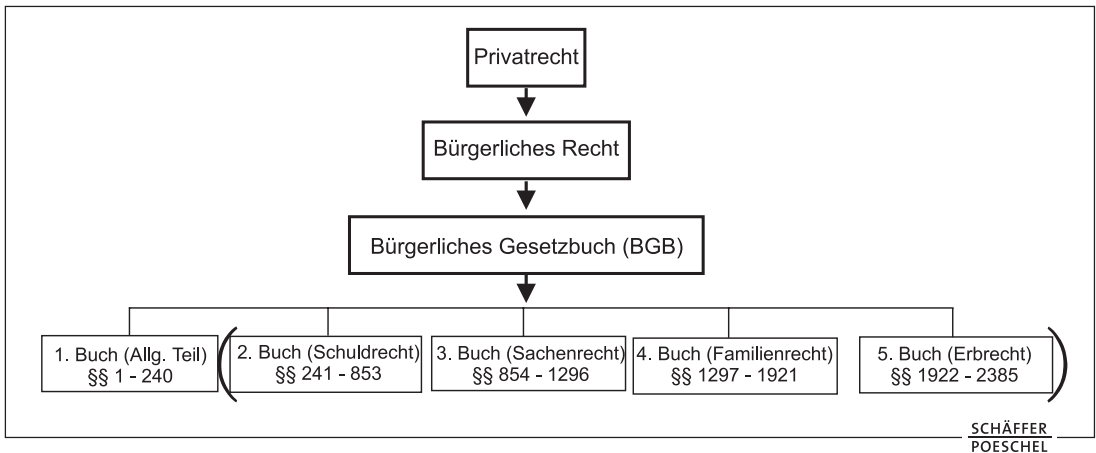 Privatrecht
Bürgerliches Recht
Bürgerliches Gesetzbuch (BGB)
1. Buch (Allg. Teil)
§§ 1 - 240
2. Buch (Schuldrecht)
§§ 241 - 853
3. Buch (Sachenrecht)
§§ 854 - 1296
4. Buch (Familienrecht)
§§ 1297 - 1921
5. Buch (Erbrecht)
§§ 1922 - 2385
SCHÄFFER
POESCHEL